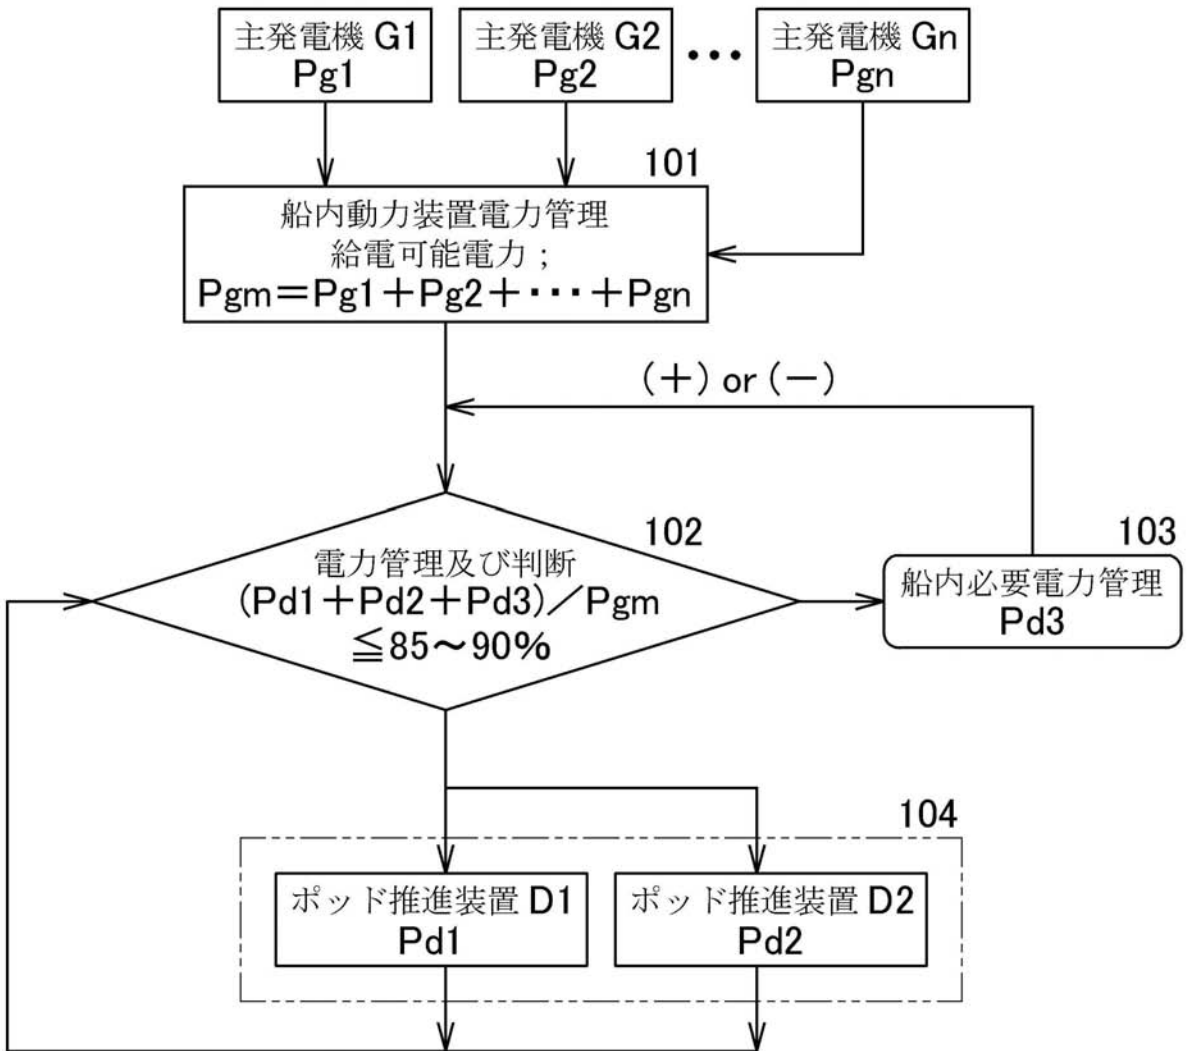 主発電機 G1
Pg1
主発電機 G2
Pg2
•••
主発電機 Gn
Pgn
101
船内動力装置電力管理
給電可能電力；
Pgm＝Pg1＋Pg2＋･･･＋Pgn
(＋) or (－)
102
電力管理及び判断
(Pd1＋Pd2＋Pd3)／Pgm
≦85～90%
103
船内必要電力管理
Pd3
104
ポッド推進装置 D1
Pd1
ポッド推進装置 D2
Pd2